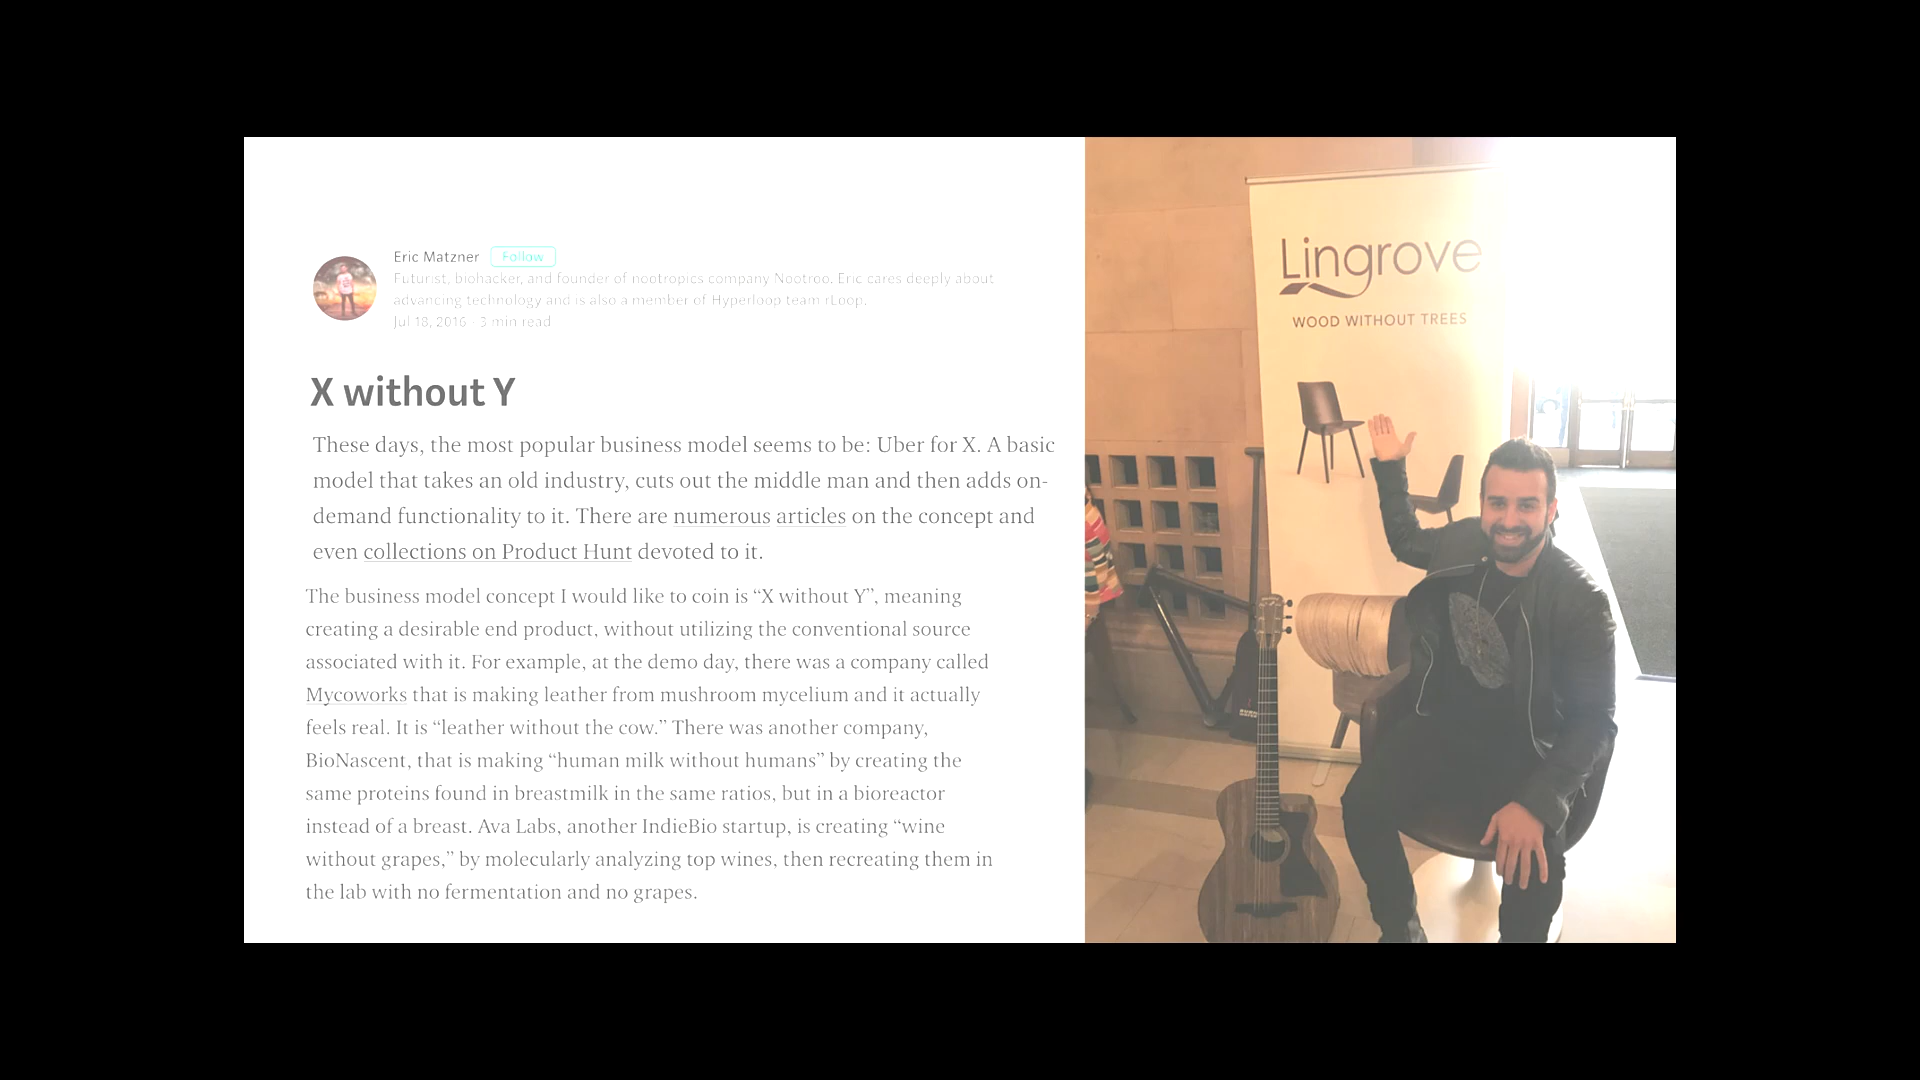 Eric Matzner Follow
Futurist, biohacker, and founder of nootropics company Nootroo. Eric cares deeply about
advancing technology and is also a member of Hyperloop team rLoop.
Jul 18, 2016 · 3 min read
X without Y
These days, the most popular business model seems to be: Uber for X. A basic
model that takes an old industry, cuts out the middle man and then adds on-
demand functionality to it. There are numerous articles on the concept and
even collections on Product Hunt devoted to it.
The business model concept I would like to coin is “X without Y”, meaning
creating a desirable end product, without utilizing the conventional source
associated with it. For example, at the demo day, there was a company called
Mycoworks that is making leather from mushroom mycelium and it actually
feels real. It is “leather without the cow.” There was another company,
BioNascent, that is making “human milk without humans” by creating the
same proteins found in breastmilk in the same ratios, but in a bioreactor
instead of a breast. Ava Labs, another IndieBio startup, is creating “wine
without grapes,” by molecularly analyzing top wines, then recreating them in
the lab with no fermentation and no grapes.
Lingrove
WOOD WITHOUT TREES